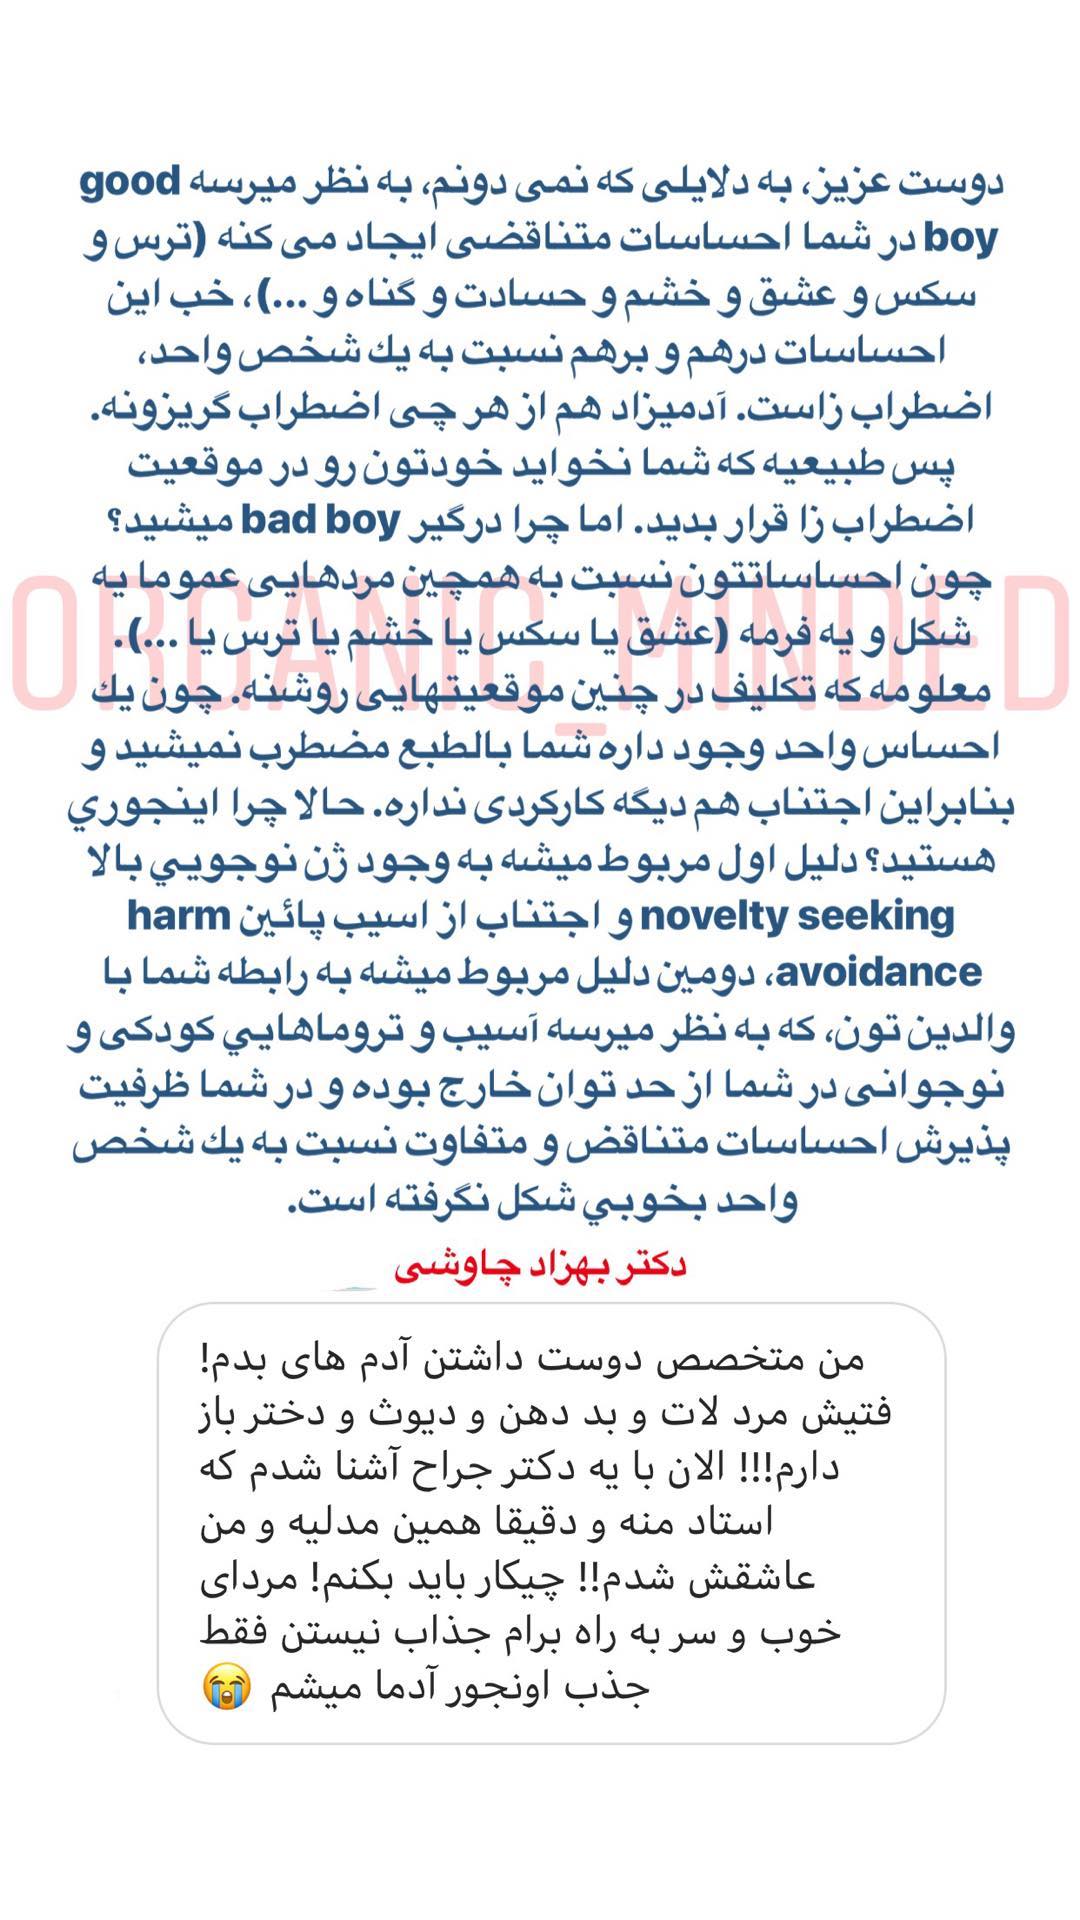 دوست عزیز، به دلایلی که نمی دونم، به نظر میرسه good
boy در شما احساسات متناقضی ایجاد می کنه (ترس و
سکس و عشق و خشم و حسادت و گناه و ...)، خب این
احساسات درهم و برهم نسبت به يك شخص واحد،
اضطراب زاست. آدمیزاد هم از هر چی اضطراب گریزونه.
پس طبیعیه که شما نخواید خودتون رو در موقعیت
اضطراب زا قرار بدید. اما چرا درگیر bad boy میشید؟
چون احساساتتون نسبت به همچین مردهایی عموما یه
شکل و یه فرمه (عشق یا سکس یا خشم یا ترس یا ...).
ORGANIC_MINDED
معلومه که تکلیف در چنین موقعیتهایی روشنه. چون يك
احساس واحد وجود داره شما بالطبع مضطرب نمیشید و
بنابراین اجتناب هم دیگه کارکردی نداره. حالا چرا اینجوري
هستید؟ دلیل اول مربوط میشه به وجود ژن نوجويي بالا
novelty seeking و اجتناب از اسیب پائین harm
avoidance، دومین دلیل مربوط میشه به رابطه شما با
والدین تون، که به نظر میرسه آسیب و تروماهايي کودکی و
نوجوانی در شما از حد توان خارج بوده و در شما ظرفیت
پذیرش احساسات متناقض و متفاوت نسبت به يك شخص
واحد بخوبي شکل نگرفته است.
دکتر بهزاد چاوشی
من متخصص دوست داشتن آدم های بدم!
فتیش مرد لات و بد دهن و دیوث و دختر باز
دارم!!! الان با یه دکتر جراح آشنا شدم که
استاد منه و دقیقا همین مدلیه و من
عاشقش شدم!! چیکار باید بکنم! مردای
خوب و سر به راه برام جذاب نیستن فقط
جذب اونجور آدما میشم 😭